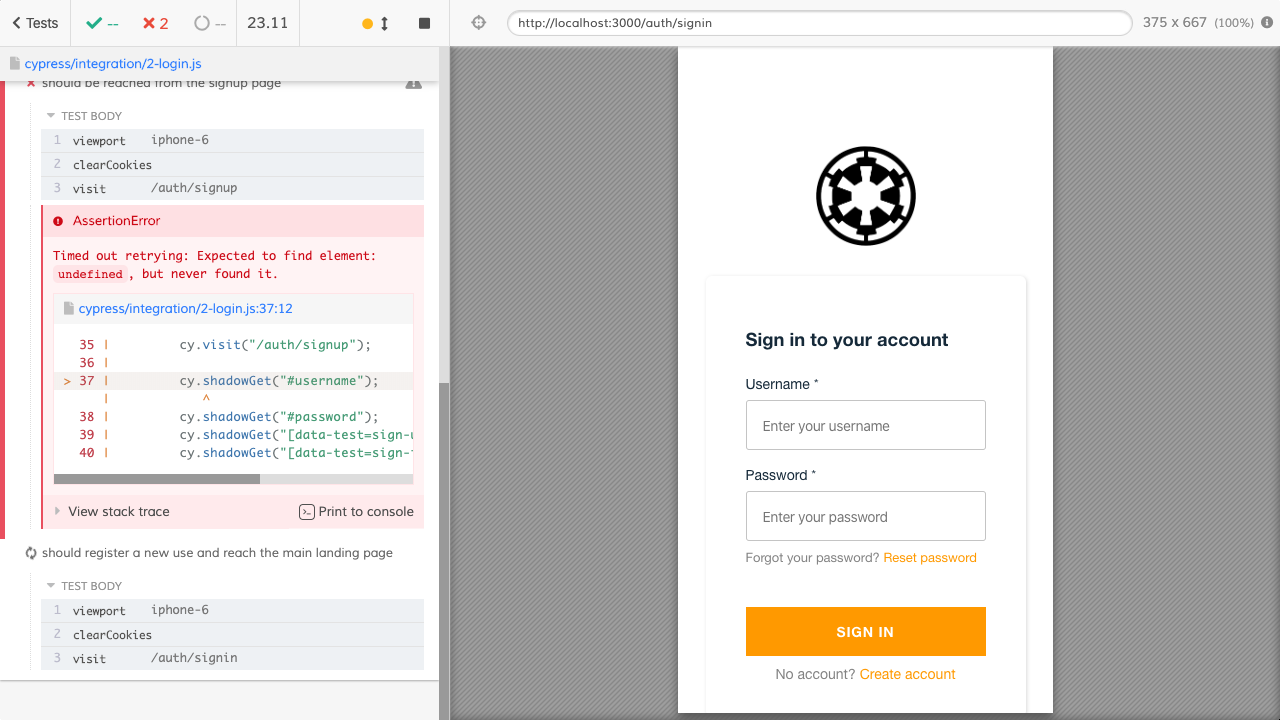 Tests
--
2
--
23.11
http://localhost:3000/auth/signin
375 x 667 (100%)
cypress/integration/2-login.js
should be reached from the signup page
TEST BODY
1 viewport iphone-6
2 clearCookies
3 visit /auth/signup
AssertionError
Timed out retrying: Expected to find element:
undefined, but never found it.
cypress/integration/2-login.js:37:12
35 | cy.visit("/auth/signup");
36 |
> 37 | cy.shadowGet("#username");
| ^
38 | cy.shadowGet("#password");
39 | cy.shadowGet("[data-test=sign-u
40 | cy.shadowGet("[data-test=sign-
View stack trace
Print to console
should register a new use and reach the main landing page
TEST BODY
1 viewport iphone-6
2 clearCookies
3 visit /auth/signin
Sign in to your account
Username *
Enter your username
Password *
Enter your password
Forgot your password? Reset password
SIGN IN
No account? Create account